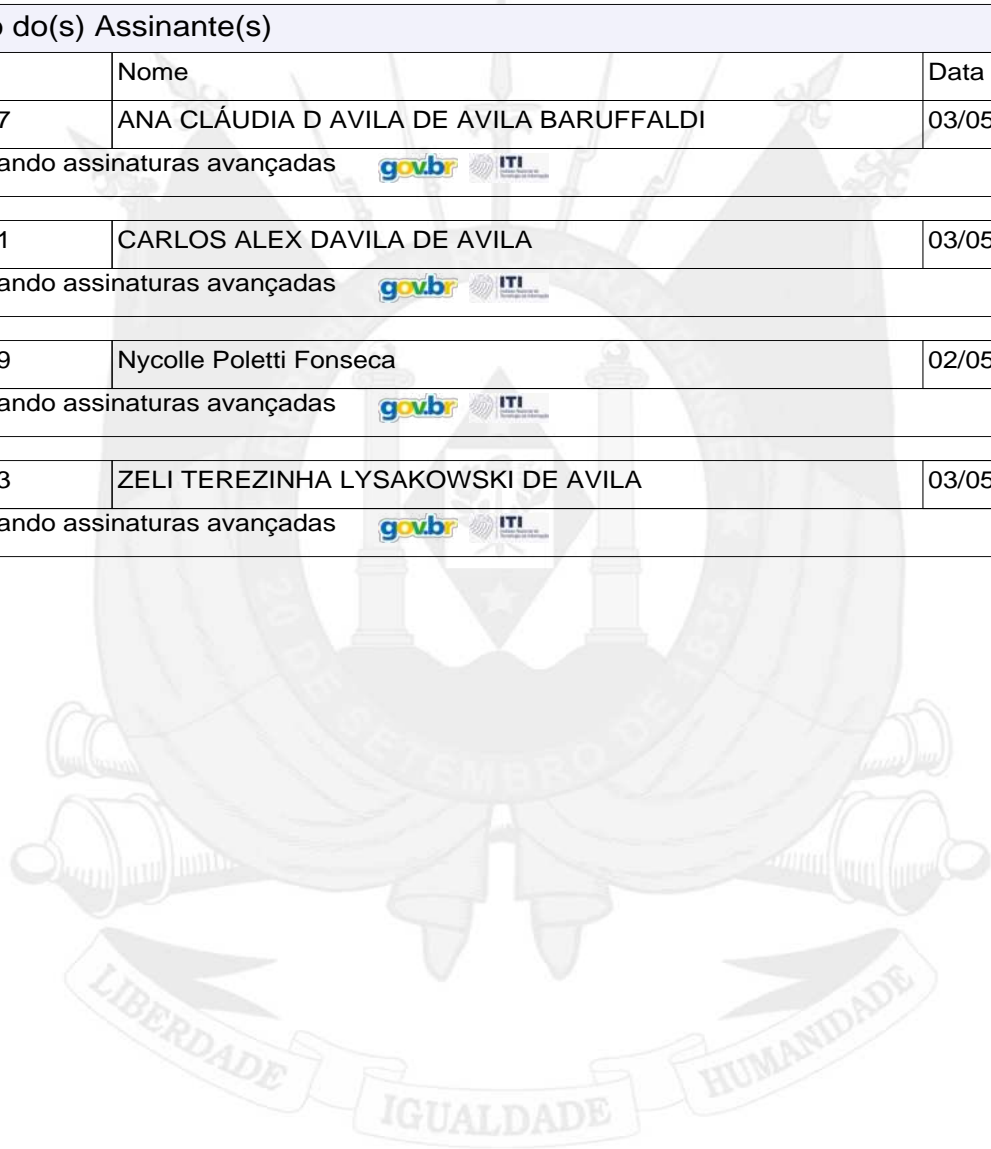 o do(s) Assinante(s)
Nome Data
7 ANA CLÁUDIA D AVILA DE AVILA BARUFFALDI 03/05
ando assinaturas avançadas gov.br ITI
1 CARLOS ALEX DAVILA DE AVILA 03/05
ando assinaturas avançadas gov.br ITI
9 Nycolle Poletti Fonseca 02/05
ando assinaturas avançadas gov.br ITI
3 ZELI TEREZINHA LYSAKOWSKI DE AVILA 03/05
ando assinaturas avançadas gov.br ITI
20 DE SETEMBRO DE 1835
LIBERDADE IGUALDADE HUMANIDADE